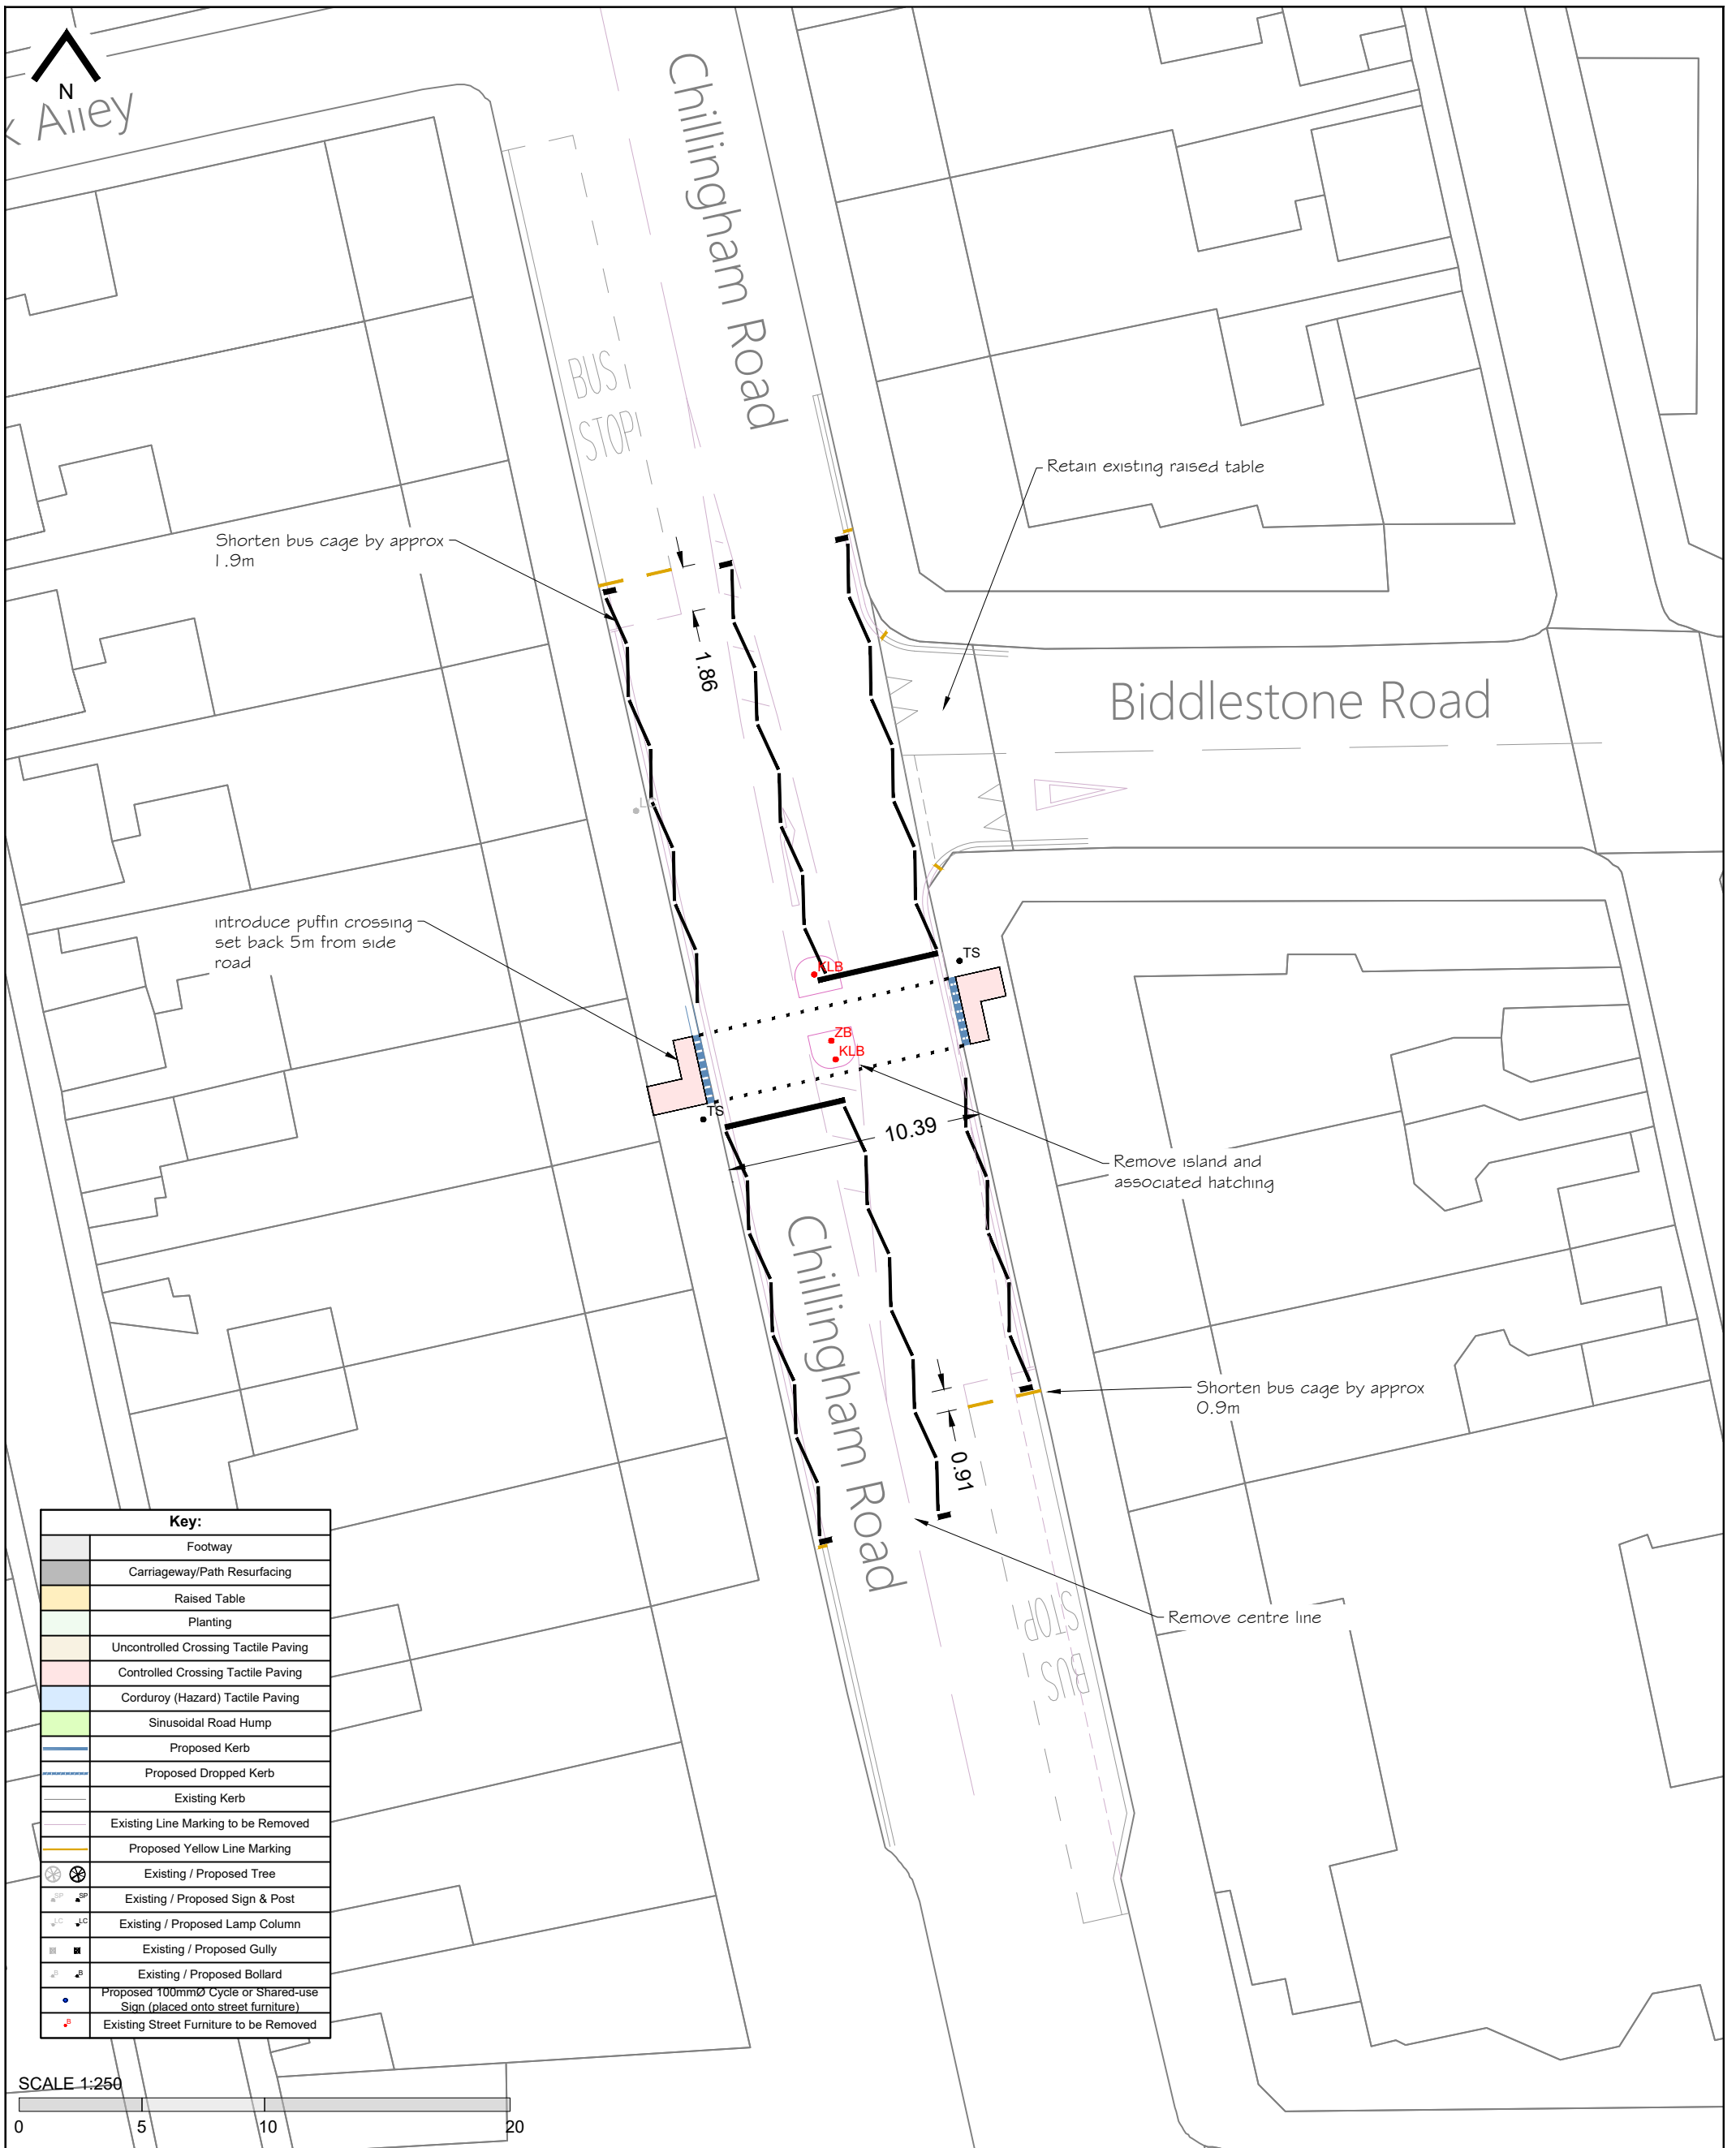 N
k Alley
Chillingham Road
BUS
STOP
Retain existing raised table
Shorten bus cage by approx
1.9m
1.86
Biddlestone Road
LC
introduce puffin crossing
set back 5m from side
road
TS
KLB
ZB
KLB
TS
10.39
Remove island and
associated hatching
Chillingham Road
Shorten bus cage by approx
0.9m
0.91
Remove centre line
BUS
STOP
Key:
Footway
Carriageway/Path Resurfacing
Raised Table
Planting
Uncontrolled Crossing Tactile Paving
Controlled Crossing Tactile Paving
Corduroy (Hazard) Tactile Paving
Sinusoidal Road Hump
Proposed Kerb
Proposed Dropped Kerb
Existing Kerb
Existing Line Marking to be Removed
Proposed Yellow Line Marking
Existing / Proposed Tree
SP SP Existing / Proposed Sign & Post
LC LC Existing / Proposed Lamp Column
Existing / Proposed Gully
B B Existing / Proposed Bollard
Proposed 100mmØ Cycle or Shared-use
Sign (placed onto street furniture)
B Existing Street Furniture to be Removed
SCALE 1:250
0 5 10 20